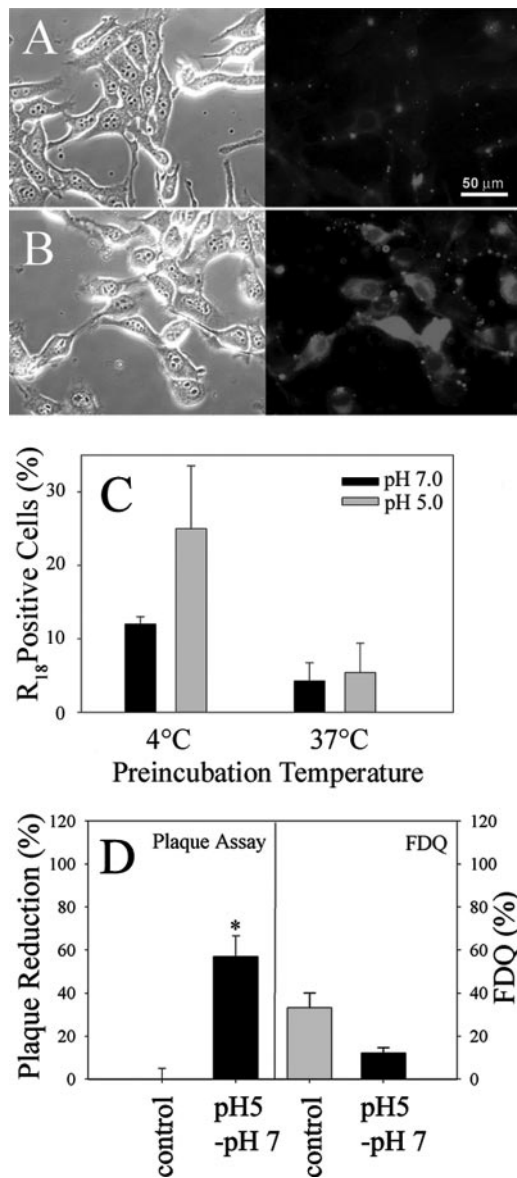 A
50 μm
B
C
pH 7.0
pH 5.0
R18Positive Cells (%)
30
20
10
0
4°C
37°C
Preincubation Temperature
D
Plaque Assay
FDQ
Plaque Reduction (%)
120
100
80
60
40
20
0
*
FDQ (%)
120
100
80
60
40
20
0
control
pH5
-pH 7
control
pH5
-pH 7